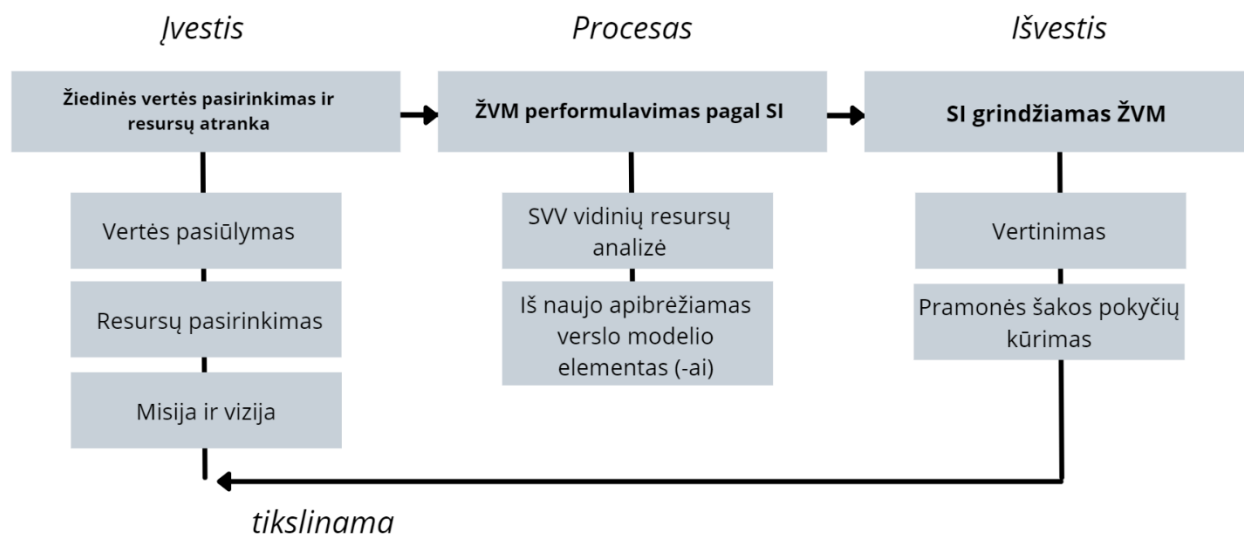 Įvestis
Procesas
Išvestis
Žiedinės vertės pasirinkimas ir
resursų atranka
ŽVM performulavimas pagal SI
SI grindžiamas ŽVM
Vertės pasiūlymas
Resursų pasirinkimas
Misija ir vizija
SVV vidinių resursų
analizė
Iš naujo apibrėžiamas
verslo modelio
elementas (-ai)
Vertinimas
Pramonės šakos pokyčių
kūrimas
tikslinama